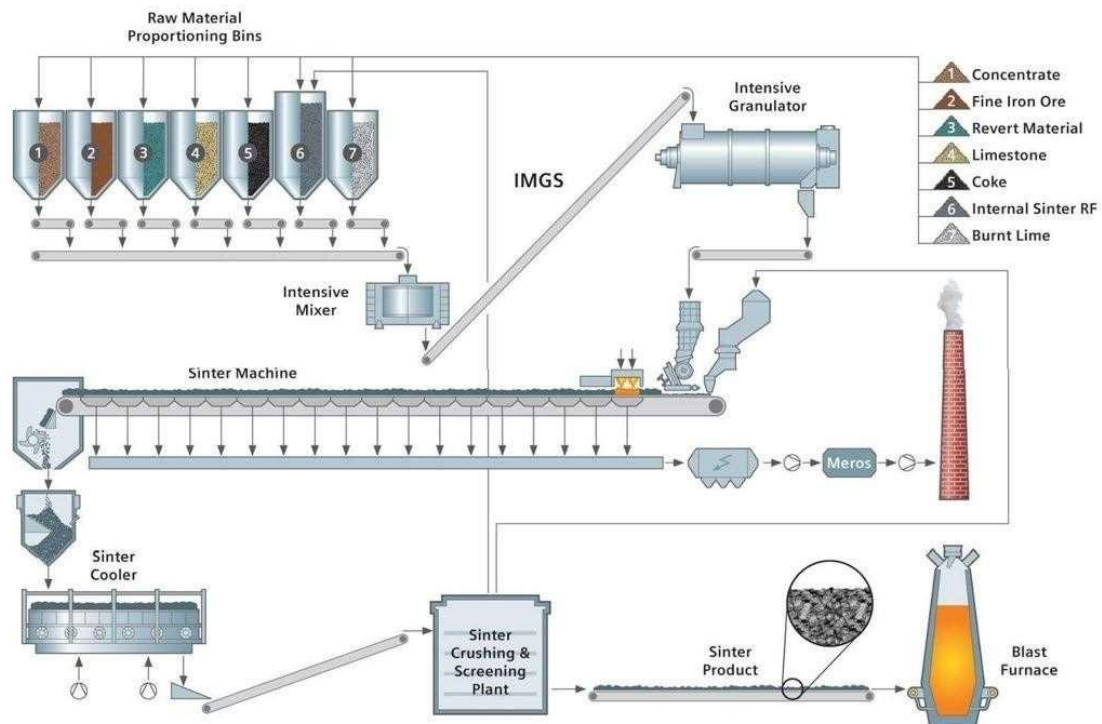 Raw Material
Proportioning Bins
1
2
3
4
5
6
7
Intensive
Granulator
1 Concentrate
2 Fine Iron Ore
3 Revert Material
4 Limestone
5 Coke
6 Internal Sinter RF
7 Burnt Lime
IMGS
Intensive
Mixer
Sinter Machine
Meros
Sinter
Cooler
Sinter
Crushing &
Screening
Plant
Sinter
Product
Blast
Furnace